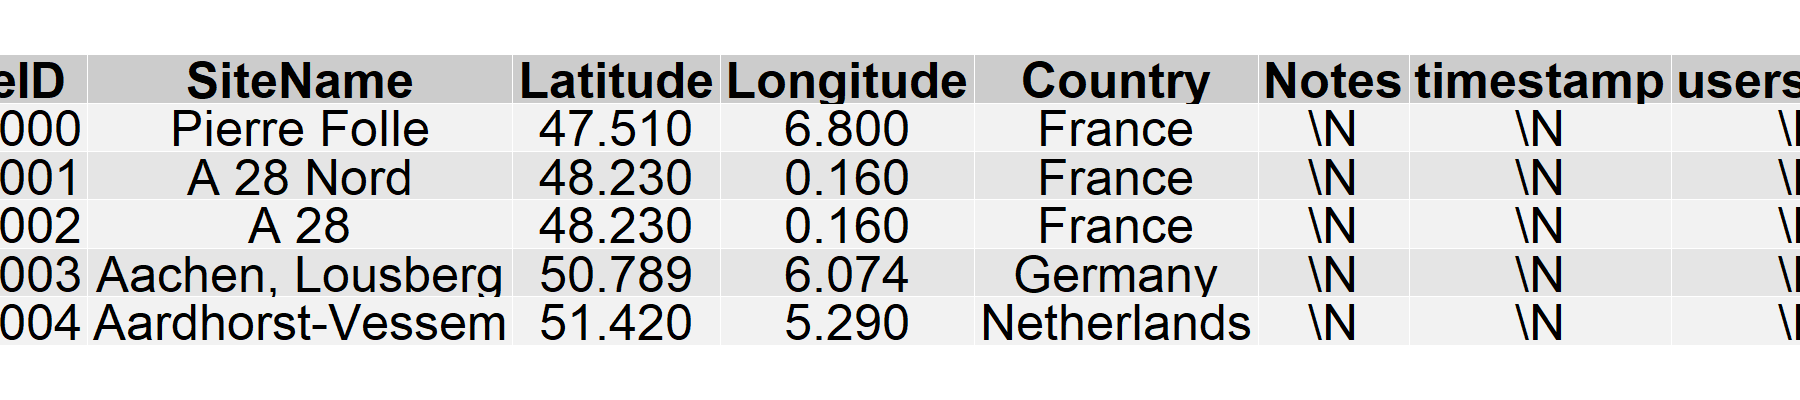 eID SiteName Latitude Longitude Country Notes timestamp users
000 Pierre Folle 47.510 6.800 France \N \N \
001 A 28 Nord 48.230 0.160 France \N \N \
002 A 28 48.230 0.160 France \N \N \
003 Aachen, Lousberg 50.789 6.074 Germany \N \N \
004 Aardhorst-Vessem 51.420 5.290 Netherlands \N \N \